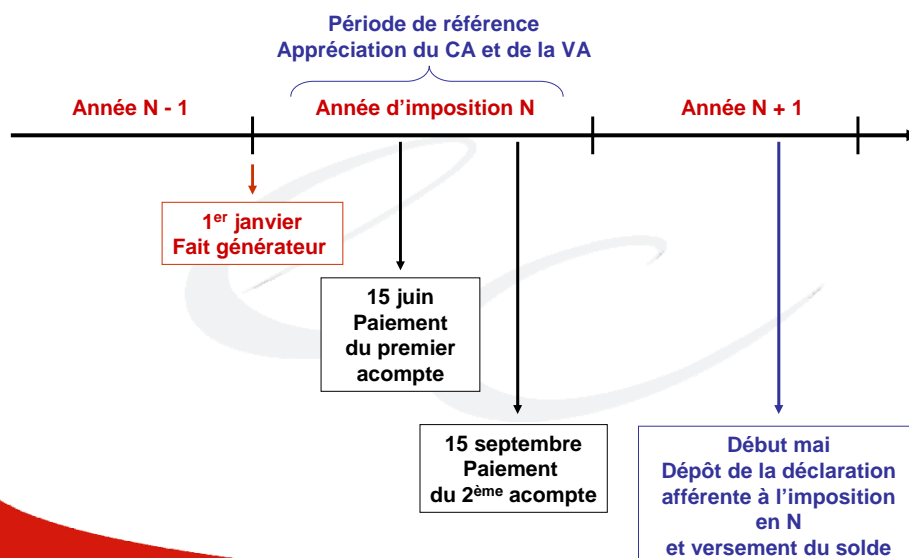 Période de référence
Appréciation du CA et de la VA
Année N - 1
Année d’imposition N
Année N + 1
1er janvier
Fait générateur
15 juin
Paiement
du premier
acompte
15 septembre
Paiement
du 2ème acompte
Début mai
Dépôt de la déclaration
afférente à l’imposition
en N
et versement du solde